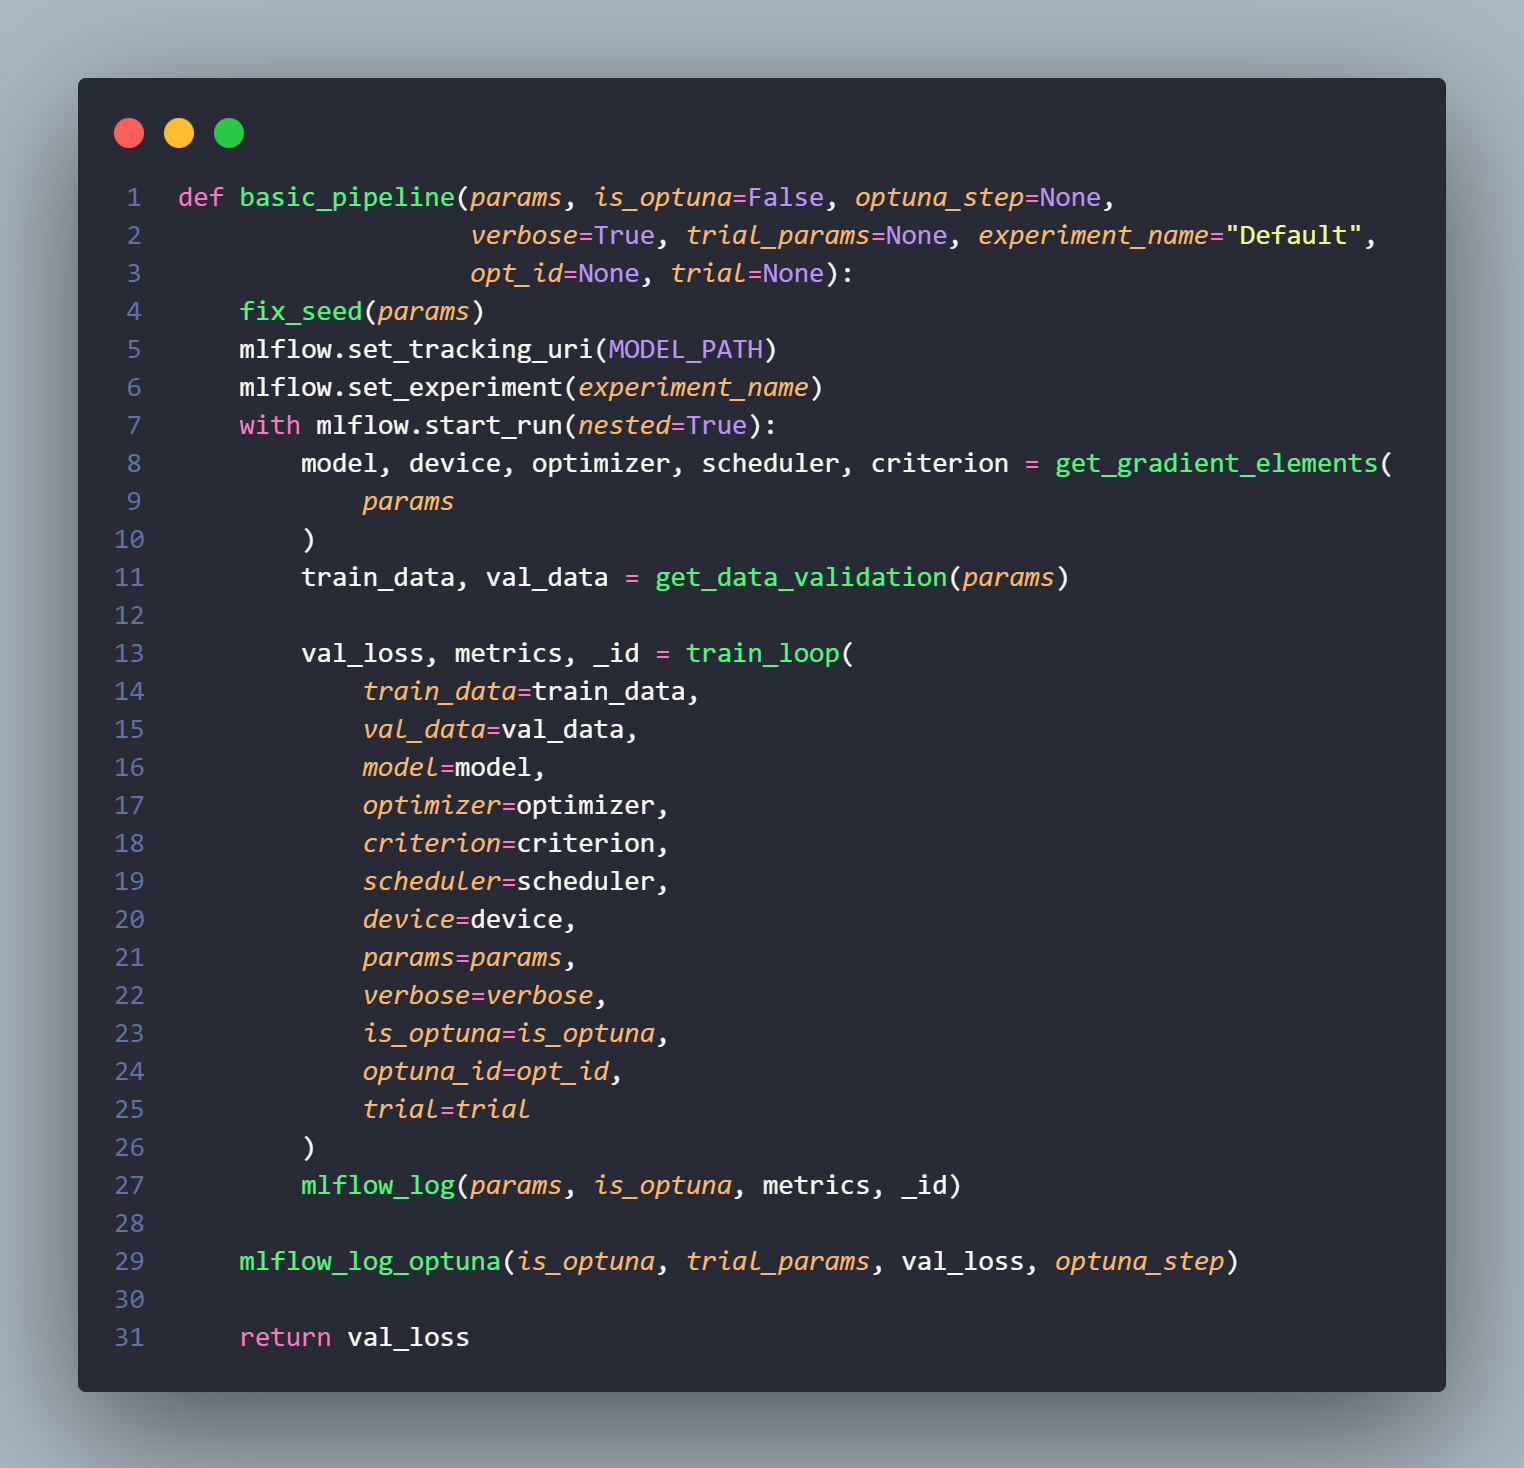 1 def basic_pipeline(params, is_optuna=False, optuna_step=None,
2                    verbose=True, trial_params=None, experiment_name="Default",
3                    opt_id=None, trial=None):
4     fix_seed(params)
5     mlflow.set_tracking_uri(MODEL_PATH)
6     mlflow.set_experiment(experiment_name)
7     with mlflow.start_run(nested=True):
8         model, device, optimizer, scheduler, criterion = get_gradient_elements(
9             params
10         )
11         train_data, val_data = get_data_validation(params)
12
13         val_loss, metrics, _id = train_loop(
14             train_data=train_data,
15             val_data=val_data,
16             model=model,
17             optimizer=optimizer,
18             criterion=criterion,
19             scheduler=scheduler,
20             device=device,
21             params=params,
22             verbose=verbose,
23             is_optuna=is_optuna,
24             optuna_id=opt_id,
25             trial=trial
26         )
27         mlflow_log(params, is_optuna, metrics, _id)
28
29     mlflow_log_optuna(is_optuna, trial_params, val_loss, optuna_step)
30
31     return val_loss